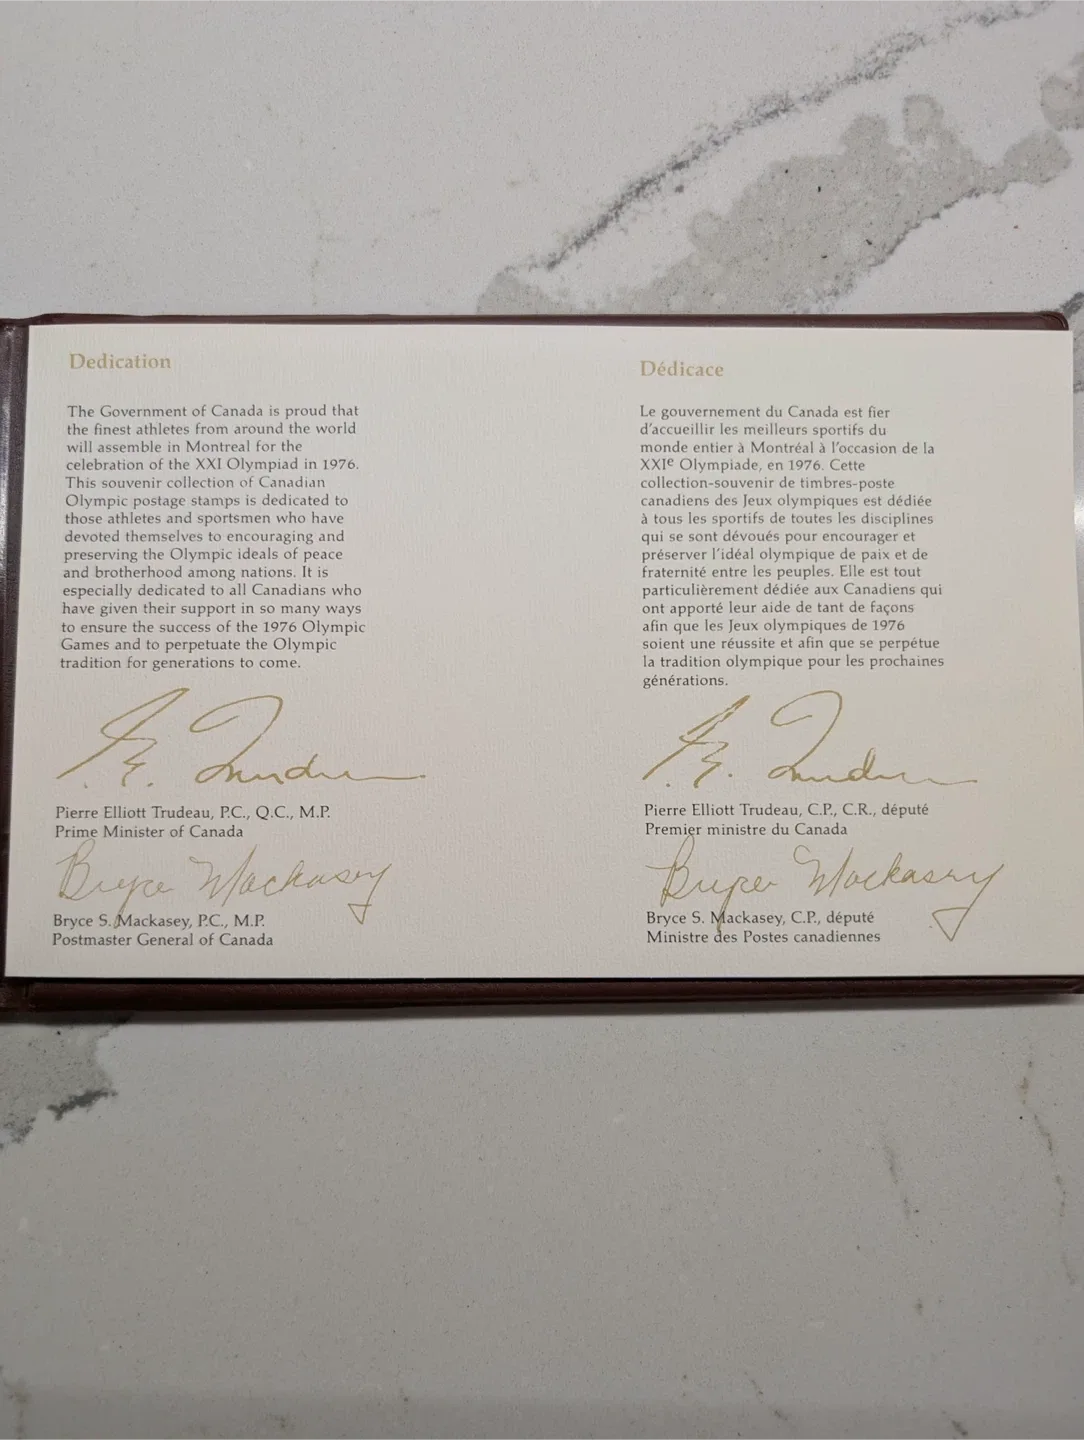 Dedication
The Government of Canada is proud that
the finest athletes from around the world
will assemble in Montreal for the
celebration of the XXI Olympiad in 1976.
This souvenir collection of Canadian
Olympic postage stamps is dedicated to
those athletes and sportsmen who have
devoted themselves to encouraging and
preserving the Olympic ideals of peace
and brotherhood among nations. It is
especially dedicated to all Canadians who
have given their support in so many ways
to ensure the success of the 1976 Olympic
Games and to perpetuate the Olympic
tradition for generations to come.
P. E. Trudeau
Pierre Elliott Trudeau, P.C., Q.C., M.P.
Prime Minister of Canada
Bryce Mackasey
Bryce S. Mackasey, P.C., M.P.
Postmaster General of Canada
Dédicace
Le gouvernement du Canada est fier
d'accueillir les meilleurs sportifs du
monde entier à Montréal à l'occasion de la
XXIe Olympiade, en 1976. Cette
collection-souvenir de timbres-poste
canadiens des Jeux olympiques est dédiée
à tous les sportifs de toutes les disciplines
qui se sont dévoués pour encourager et
préserver l'idéal olympique de paix et de
fraternité entre les peuples. Elle est tout
particulièrement dédiée aux Canadiens qui
ont apporté leur aide de tant de façons
afin que les Jeux olympiques de 1976
soient une réussite et afin que se perpétue
la tradition olympique pour les prochaines
générations.
P. E. Trudeau
Pierre Elliott Trudeau, C.P., C.R., député
Premier ministre du Canada
Bryce Mackasey
Bryce S. Mackasey, C.P., député
Ministre des Postes canadiennes